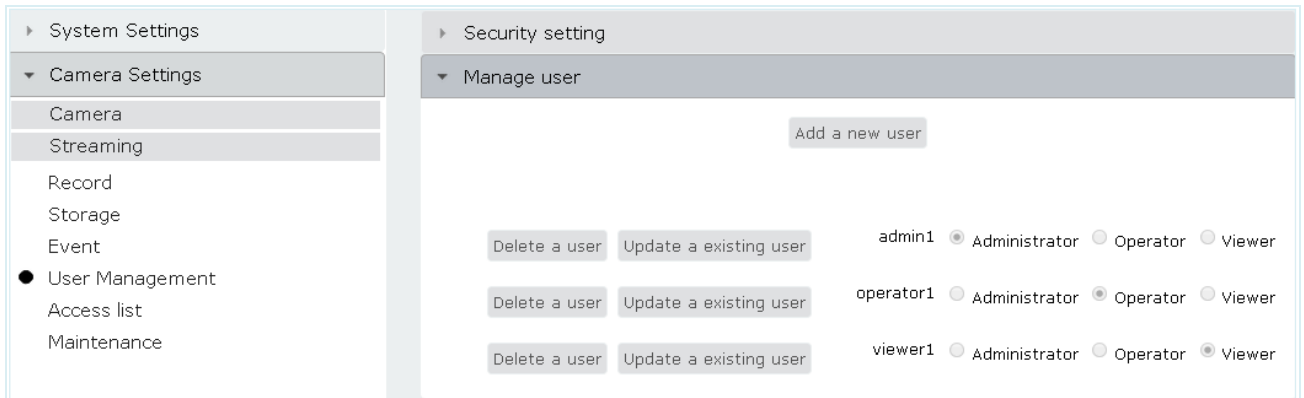 System Settings
Camera Settings
Camera
Streaming
Record
Storage
Event
User Management
Access list
Maintenance
Security setting
Manage user
Add a new user
Delete a user Update a existing user admin1 Administrator Operator Viewer
Delete a user Update a existing user operator1 Administrator Operator Viewer
Delete a user Update a existing user viewer1 Administrator Operator Viewer